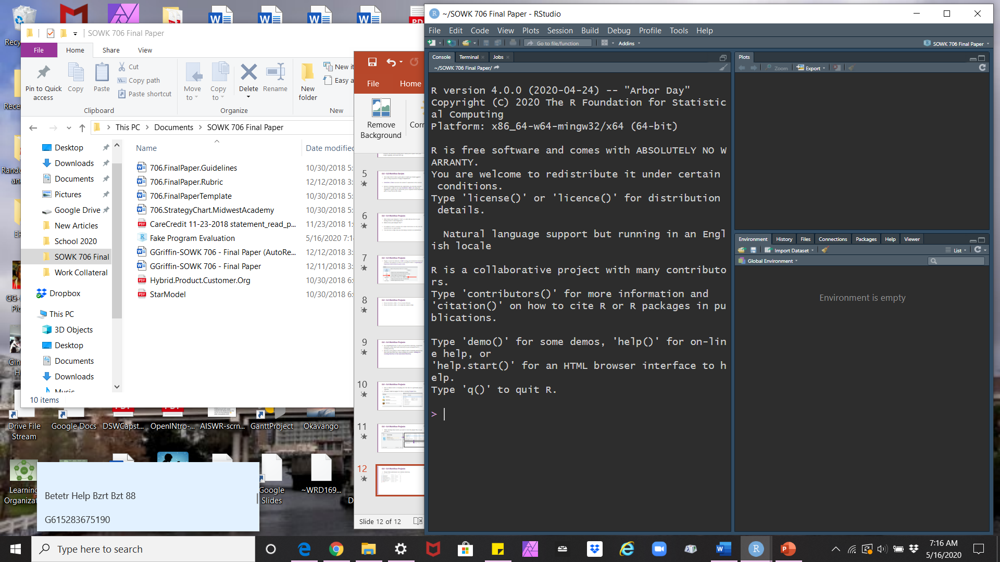 Recy
Rece
Rando
an
EF
GG-
Pic
Gin
H
SOWK 706 Final Paper
File
Home
Share
View
Pin to Quick access
Copy
Paste
Cut
Copy path
Paste shortcut
Clipboard
Move to
Copy to
Delete
Rename
Organize
New folder
New it
Easy a
New
This PC > Documents > SOWK 706 Final Paper
Desktop
Downloads
Documents
Pictures
Google Drive
New Articles
School 2020
SOWK 706 Final
Work Collateral
Dropbox
This PC
3D Objects
Desktop
Documents
Downloads
Music
Name
Date modified
706.FinalPaper.Guidelines 10/30/2018 5:
706.FinalPaper.Rubric 12/12/2018 3:
706.FinalPaperTemplate 10/30/2018 5:
706.StrategyChart.MidwestAcademy 10/30/2018 5:
CareCredit 11-23-2018 statement_read_p... 11/23/2018 1:
Fake Program Evaluation 5/16/2020 7:1
GGriffin-SOWK 706 - Final Paper (AutoRe... 12/12/2018 3:
GGriffin-SOWK 706 - Final Paper 12/11/2018 3:
Hybrid.Product.Customer.Org 10/30/2018 6:
StarModel 10/30/2018 6:
10 items
File
Home
Remove Background
Corr
5
6
7
8
9
10
11
12
Slide 12 of 12
Drive File Stream
Google Docs
DSWCapst...
OpenINtro-...
AISWR-scrn...
GanttProject
Okavango
Learning
Organizat
Google Slides
~WRD169...
D
Betetr Help Bzrt Bzt 88
G615283675190
~/SOWK 706 Final Paper - RStudio
File Edit Code View Plots Session Build Debug Profile Tools Help
Go to file/function
Addins
SOWK 706 Final Paper
Console
Terminal
Jobs
~/SOWK 706 Final Paper/
R version 4.0.0 (2020-04-24) -- "Arbor Day"
Copyright (C) 2020 The R Foundation for Statistic
al Computing
Platform: x86_64-w64-mingw32/x64 (64-bit)
R is free software and comes with ABSOLUTELY NO W
ARRANTY.
You are welcome to redistribute it under certain
conditions.
Type 'license()' or 'licence()' for distribution
details.
Natural language support but running in an Engl
ish locale
R is a collaborative project with many contributo
rs.
Type 'contributors()' for more information and
'citation()' on how to cite R or R packages in pu
blications.
Type 'demo()' for some demos, 'help()' for on-lin
e help, or
'help.start()' for an HTML browser interface to h
elp.
Type 'q()' to quit R.
>
Plots
Zoom
Export
Environment
History
Files
Connections
Packages
Help
Viewer
Import Dataset
List
Global Environment
Environment is empty
Type here to search
7:16 AM
5/16/2020